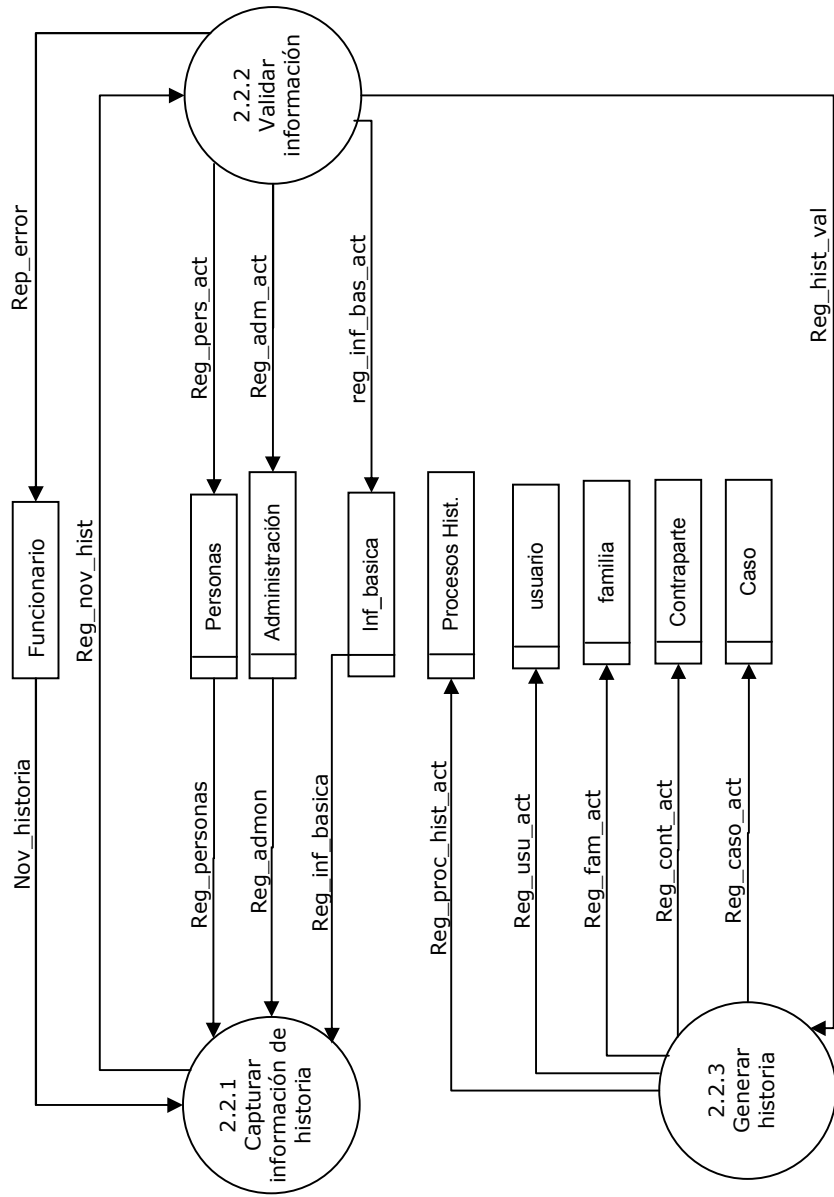 Funcionario
Nov_historia
Rep_error
Reg_nov_hist
2.2.1
Capturar
información de
historia
2.2.2
Validar
información
Reg_personas
Personas
Reg_pers_act
Reg_admon
Administración
Reg_adm_act
Reg_inf_basica
Inf_basica
reg_inf_bas_act
Reg_proc_hist_act
Procesos Hist.
Reg_usu_act
usuario
Reg_fam_act
familia
Reg_cont_act
Contraparte
Reg_caso_act
Caso
2.2.3
Generar
historia
Reg_hist_val